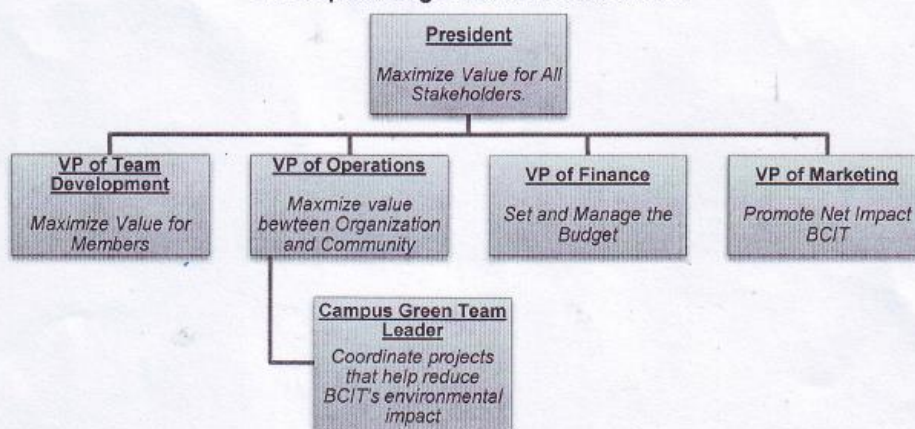 President
Maximize Value for All
Stakeholders.
VP of Team
Development
Maximize Value for
Members
VP of Operations
Maxmize value
bewteen Organization
and Community
VP of Finance
Set and Manage the
Budget
VP of Marketing
Promote Net Impact
BCIT
Campus Green Team
Leader
Coordinate projects
that help reduce
BCIT's environmental
impact